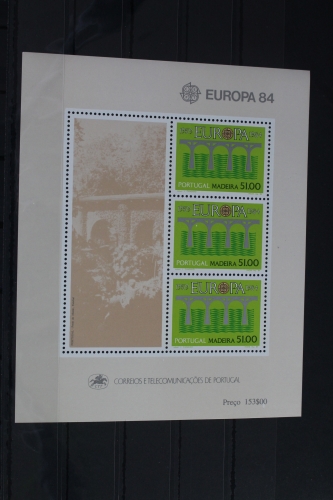 EUROPA 84
EUROPA
PORTUGAL MADEIRA 51.00
EUROPA
PORTUGAL MADEIRA 51.00
EUROPA
PORTUGAL MADEIRA 51.00
CORREIOS E TELECOMUNICAÇÕES DE PORTUGAL
Preço 153$00